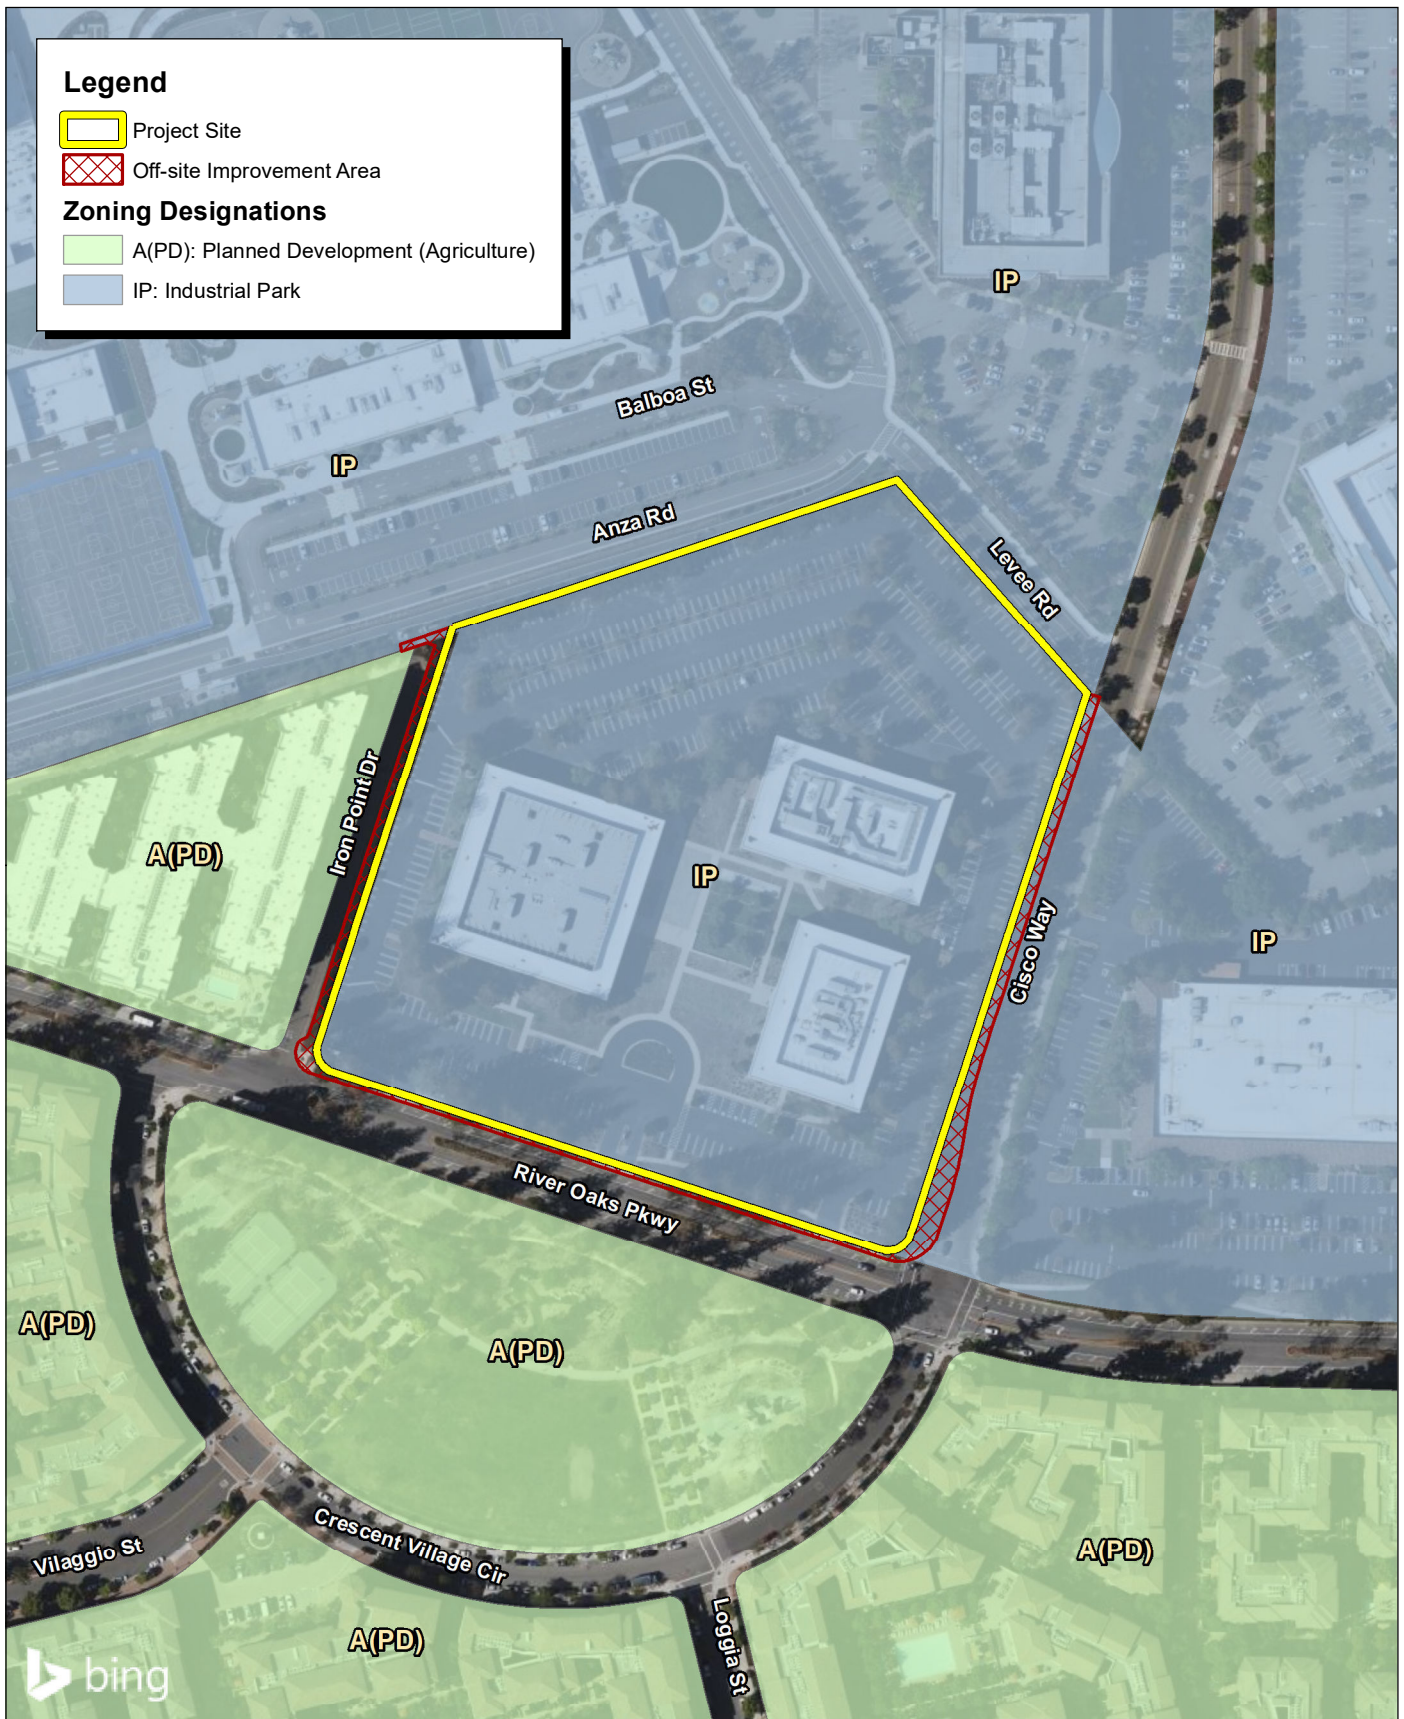 Legend
Project Site
Off-site Improvement Area
Zoning Designations
A(PD): Planned Development (Agriculture)
IP: Industrial Park
IP
Balboa St
IP
Anza Rd
Levee Rd
Iron Point Dr
A(PD)
IP
Cisco Way
IP
River Oaks Pkwy
A(PD)
A(PD)
Crescent Village Cir
Vilaggio St
A(PD)
Loggia St
A(PD)
bing